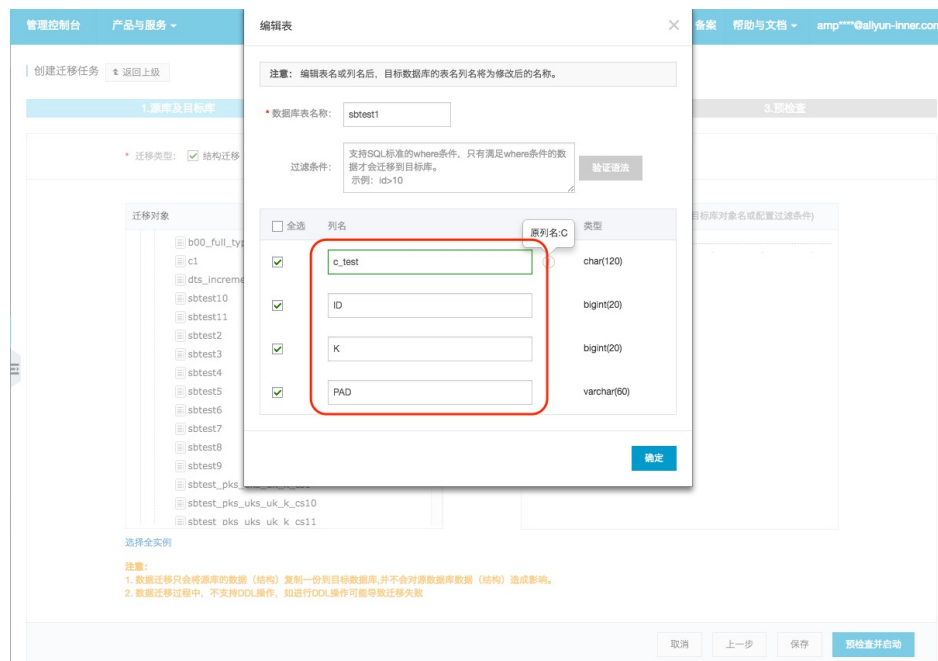 管理控制台 产品与服务 备案 帮助与文档 amp****@aliyun-inner.com
编辑表 ×
创建迁移任务 返回上级
注意： 编辑表名或列名后，目标数据库的表名列名将为修改后的名称。
1.源库及目标库 3.预检查
* 数据库表名称: sbtest1
* 迁移类型: 结构迁移
过滤条件: 支持SQL标准的where条件，只有满足where条件的数
据才会迁移到目标库。
示例: id>10
验证语法
迁移对象
目标库对象名或配置过滤条件)
全选 列名 原列名:C 类型
b00_full_typ
c1
c_test char(120)
dts_increme
sbtest10
ID bigint(20)
sbtest11
sbtest2
sbtest3
K bigint(20)
sbtest4
sbtest5
PAD varchar(60)
sbtest6
sbtest7
sbtest8
确定
sbtest9
sbtest_pks_
sbtest_pks_uks_uk_k_cs10
sbtest_pks_uks_uk_k_cs11
选择全实例
注意:
1. 数据迁移只会将源库的数据（结构）复制一份到目标数据库,并不会对源数据库数据（结构）造成影响。
2. 数据迁移过程中，不支持DDL操作，如进行DDL操作可能导致迁移失败
取消 上一步 保存 预检查并启动